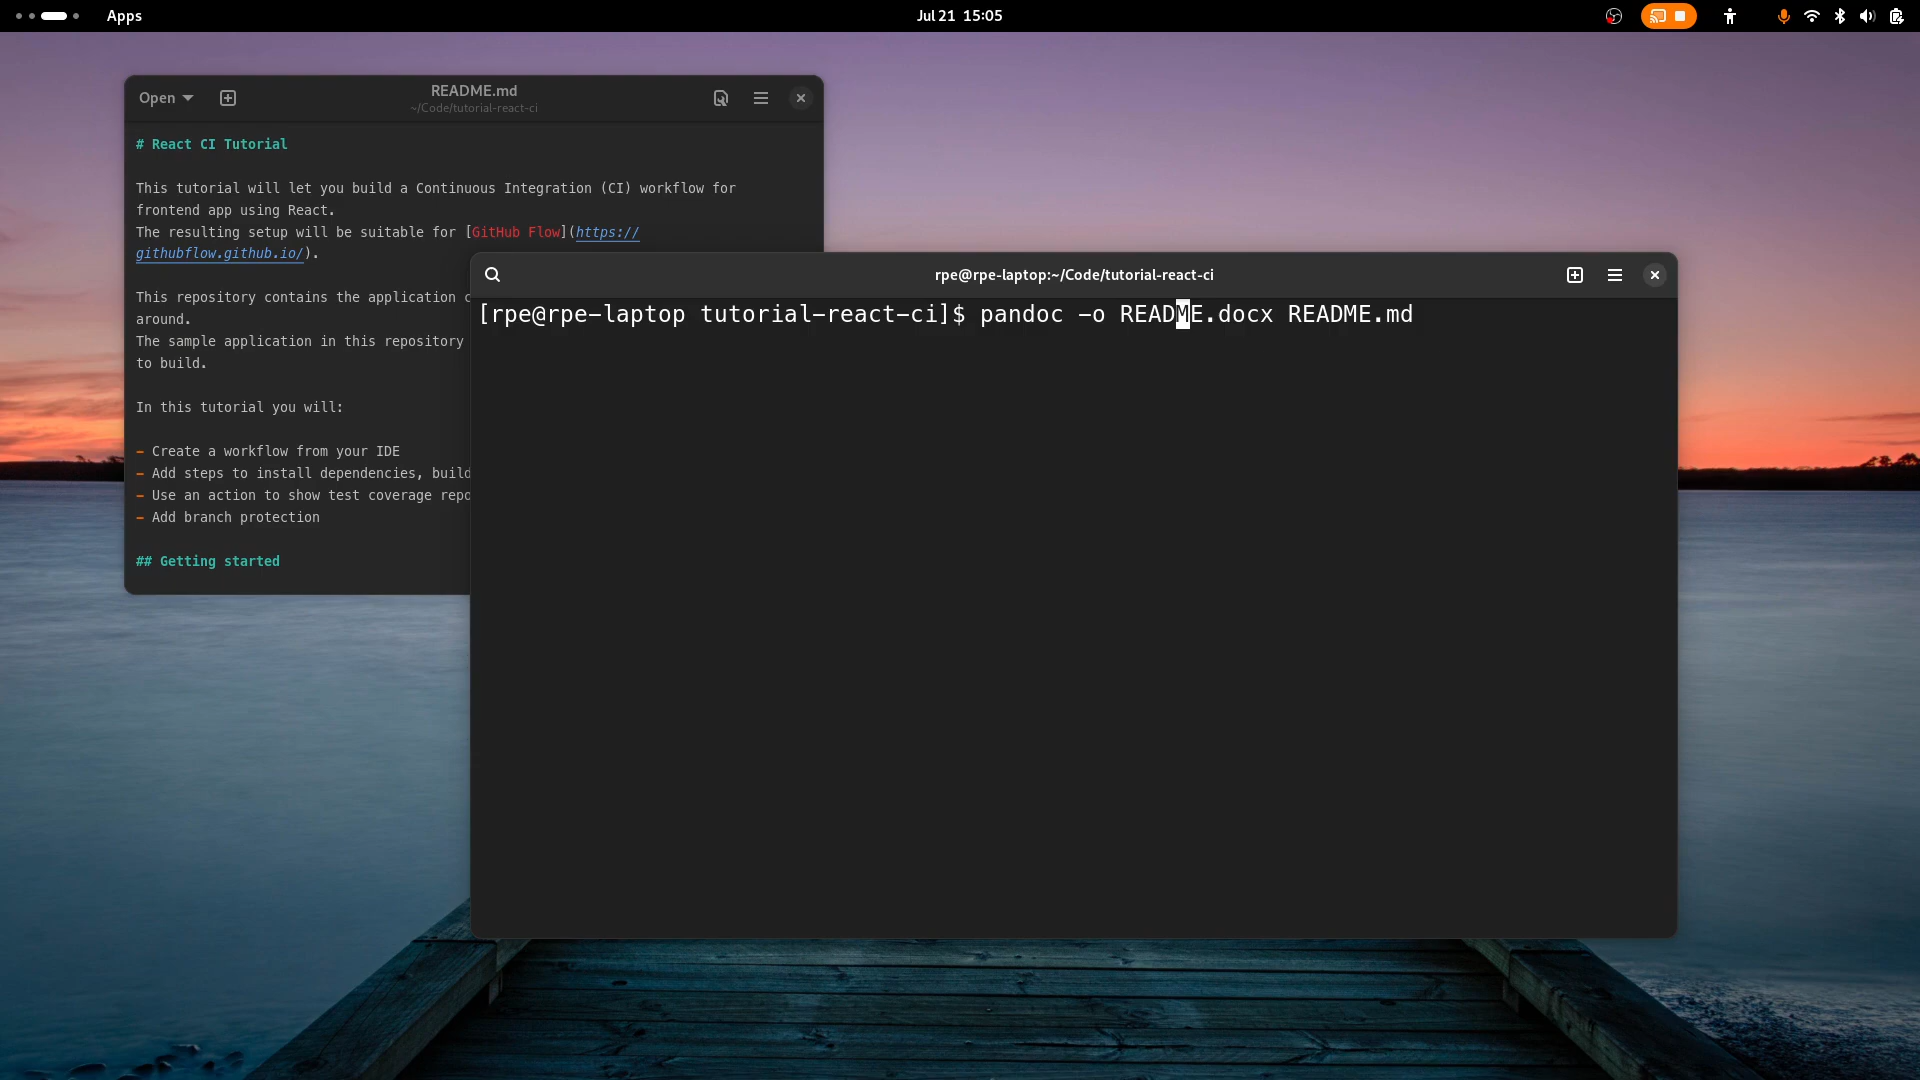 Apps
Jul 21 15:05
Open
README.md
~/Code/tutorial-react-ci
# React CI Tutorial
This tutorial will let you build a Continuous Integration (CI) workflow for
frontend app using React.
The resulting setup will be suitable for [GitHub Flow](https://
githubflow.github.io/).
This repository contains the application
around.
The sample application in this repository
to build.
In this tutorial you will:
- Create a workflow from your IDE
- Add steps to install dependencies, build
- Use an action to show test coverage repo
- Add branch protection
## Getting started
rpe@rpe-laptop:~/Code/tutorial-react-ci
[rpe@rpe-laptop tutorial-react-ci]$ pandoc -o README.docx README.md